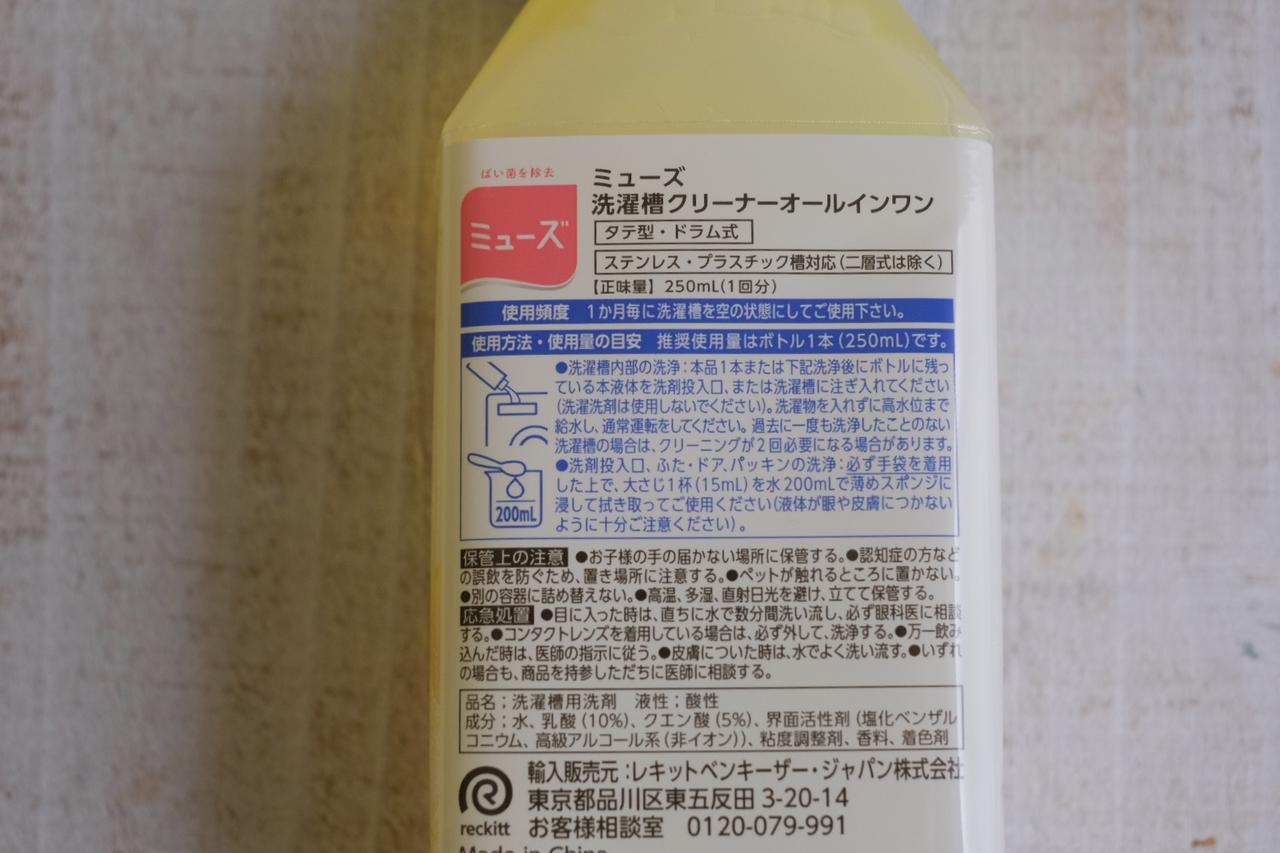 ばい菌を除去
ミューズ
ミューズ
洗濯槽クリーナーオールインワン
タテ型・ドラム式
ステンレス・プラスチック槽対応(二層式は除く)
【正味量】250mL(1回分)
使用頻度 1か月毎に洗濯槽を空の状態にしてご使用下さい。
使用方法・使用量の目安 推奨使用量はボトル1本(250mL)です。
●洗濯槽内部の洗浄:本品1本または下記洗浄後にボトルに残っ
ている本液体を洗剤投入口、または洗濯槽に注ぎ入れてください
(洗濯洗剤は使用しないでください)。洗濯物を入れずに高水位まで
給水し、通常運転をしてください。過去に一度も洗浄したことのない
洗濯槽の場合は、クリーニングが2回必要になる場合があります。
●洗剤投入口、ふた・ドア、パッキンの洗浄:必ず手袋を着用
した上で、大さじ1杯(15mL)を水200mLで薄めスポンジに
浸して拭き取ってご使用ください(液体が眼や皮膚につかない
ように十分ご注意ください)。
200mL
保管上の注意 ●お子様の手の届かない場所に保管する。●認知症の方など
の誤飲を防ぐため、置き場所に注意する。●ペットが触れるところに置かない。
●別の容器に詰め替えない。●高温、多湿、直射日光を避け、立てて保管する。
応急処置 ●目に入った時は、直ちに水で数分間洗い流し、必ず眼科医に相談
する。●コンタクトレンズを着用している場合は、必ず外して、洗浄する。●万一飲み
込んだ時は、医師の指示に従う。●皮膚についた時は、水でよく洗い流す。●いずれ
の場合も、商品を持参しただちに医師に相談する。
品名:洗濯槽用洗剤 液性:酸性
成分:水、乳酸(10%)、クエン酸(5%)、界面活性剤(塩化ベンザル
コニウム、高級アルコール系(非イオン))、粘度調整剤、香料、着色剤
輸入販売元:レキットベンキーザー・ジャパン株式会社
東京都品川区東五反田 3-20-14
reckitt お客様相談室 0120-079-991
Made in China